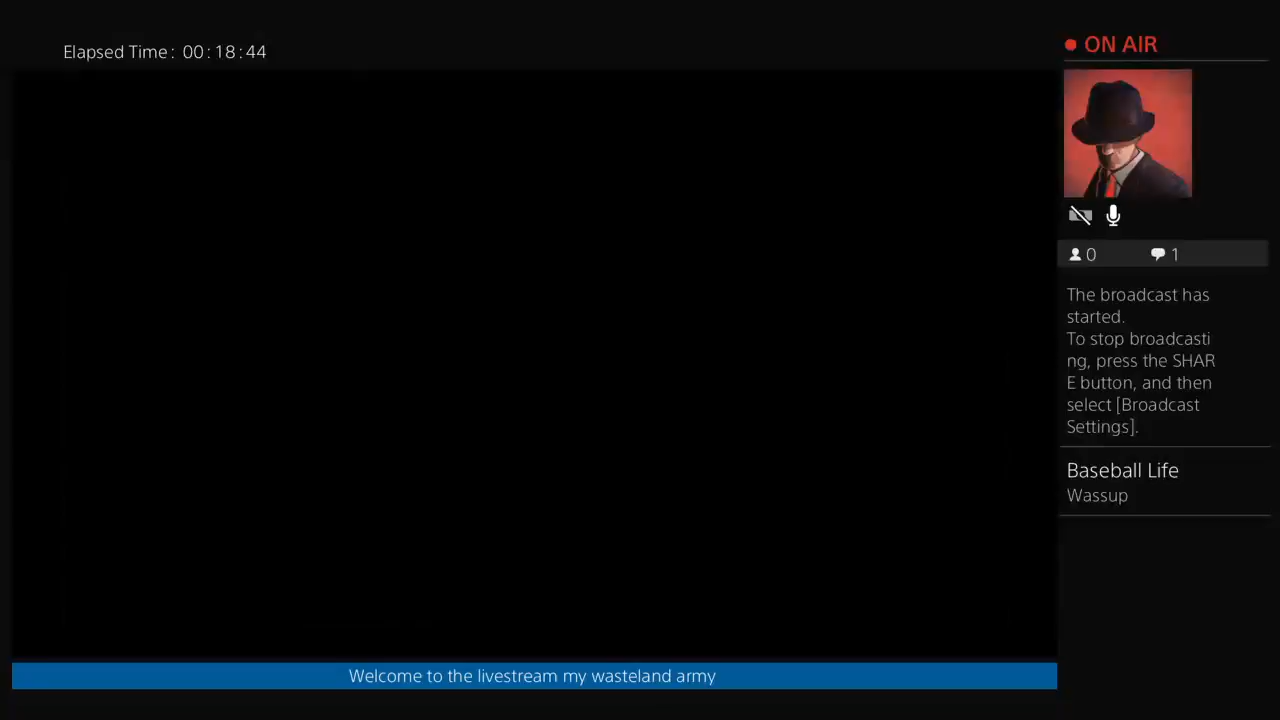 Elapsed Time: 00:18:44
ON AIR
0 1
The broadcast has
started.
To stop broadcasti
ng, press the SHAR
E button, and then
select [Broadcast
Settings].
Baseball Life
Wassup
Welcome to the livestream my wasteland army